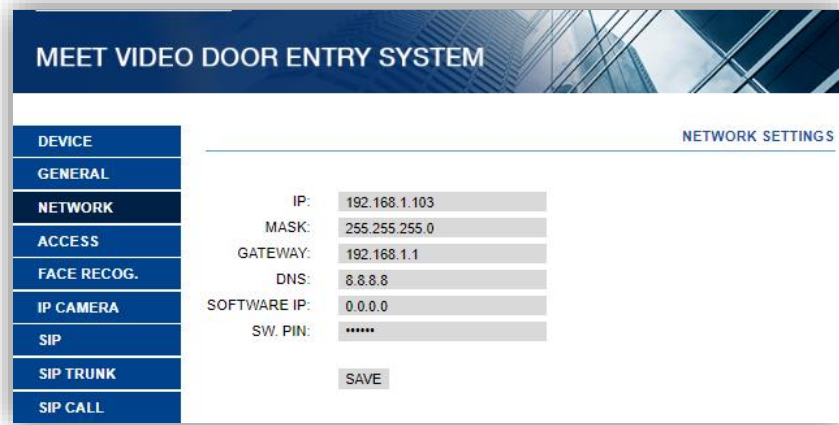 MEET VIDEO DOOR ENTRY SYSTEM
NETWORK SETTINGS
DEVICE
GENERAL
NETWORK
ACCESS
FACE RECOG.
IP CAMERA
SIP
SIP TRUNK
SIP CALL
IP: 192.168.1.103
MASK: 255.255.255.0
GATEWAY: 192.168.1.1
DNS: 8.8.8.8
SOFTWARE IP: 0.0.0.0
SW. PIN: ••••••
SAVE